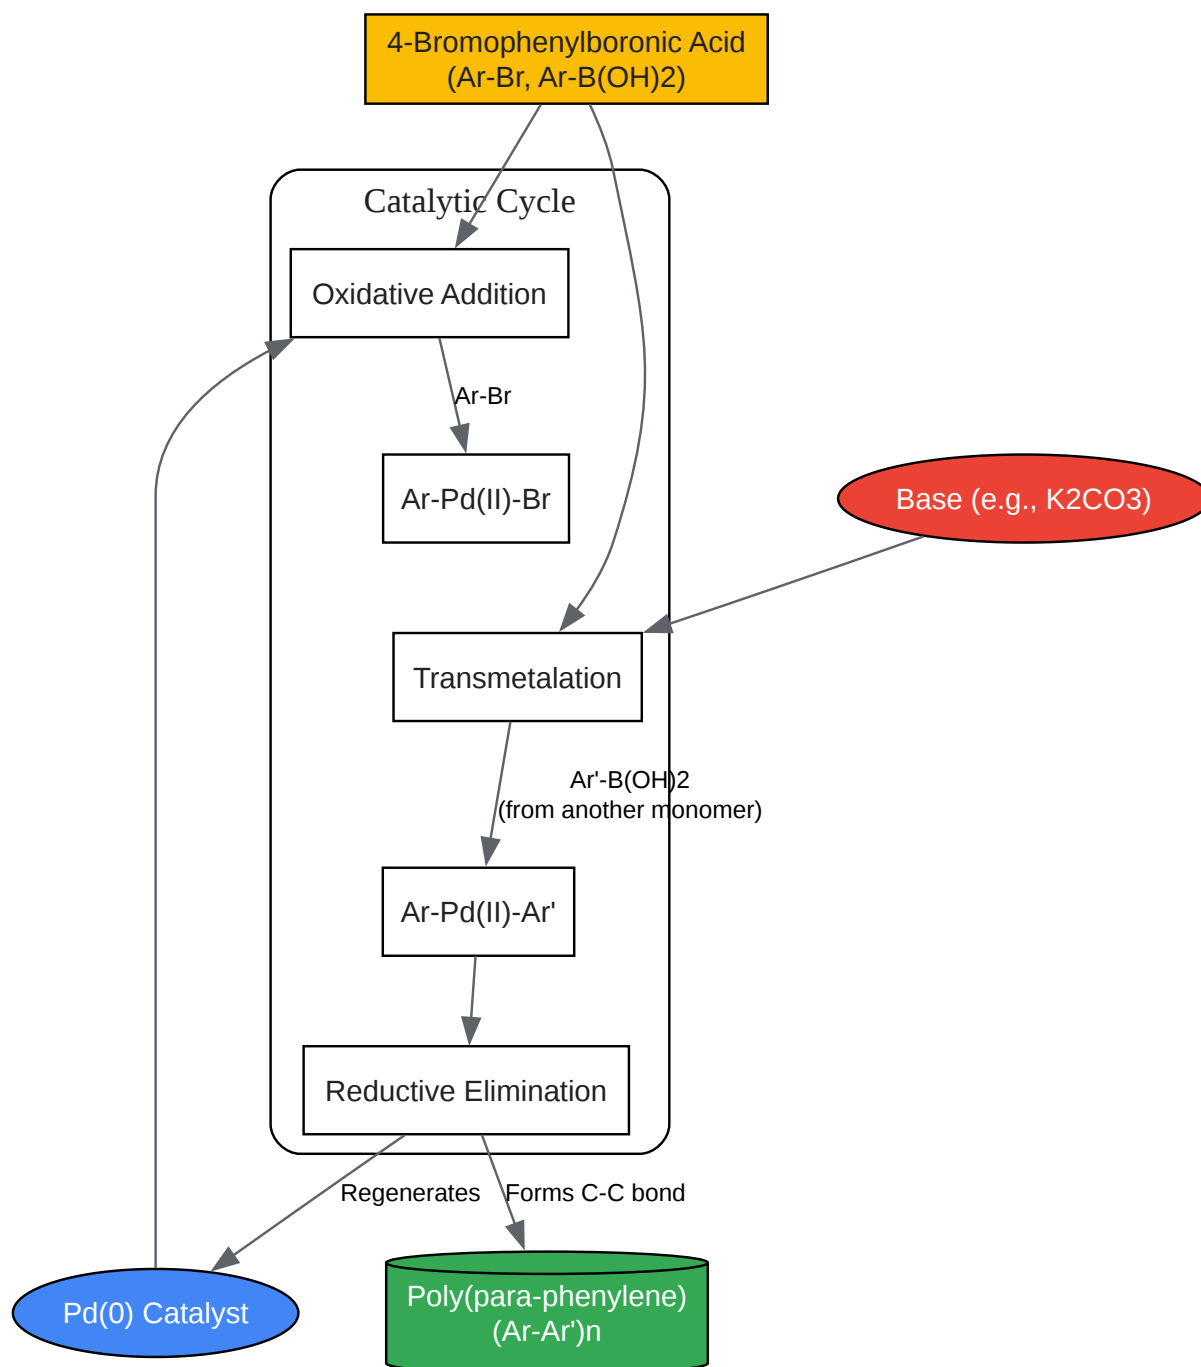 4-Bromophenylboronic Acid
(Ar-Br, Ar-B(OH)2)
Catalytic Cycle
Oxidative Addition
Ar-Br
Ar-Pd(II)-Br
Base (e.g., K2CO3)
Transmetalation
Ar'-B(OH)2
(from another monomer)
Ar-Pd(II)-Ar'
Reductive Elimination
Regenerates
Forms C-C bond
Pd(0) Catalyst
Poly(para-phenylene)
(Ar-Ar')n